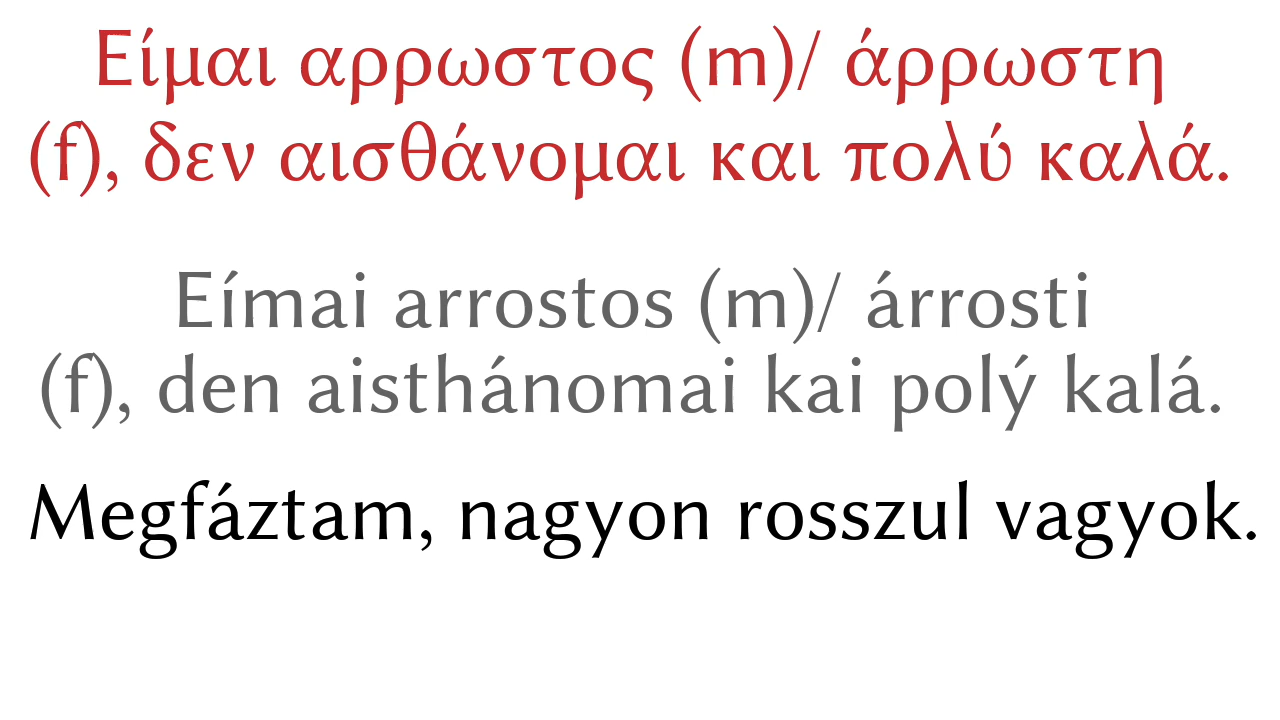 Είμαι αρρωστος (m)/ άρρωστη
(f), δεν αισθάνομαι και πολύ καλά.
Eímai arrostos (m)/ árrosti
(f), den aisthánomai kai polý kalá.
Megfáztam, nagyon rosszul vagyok.